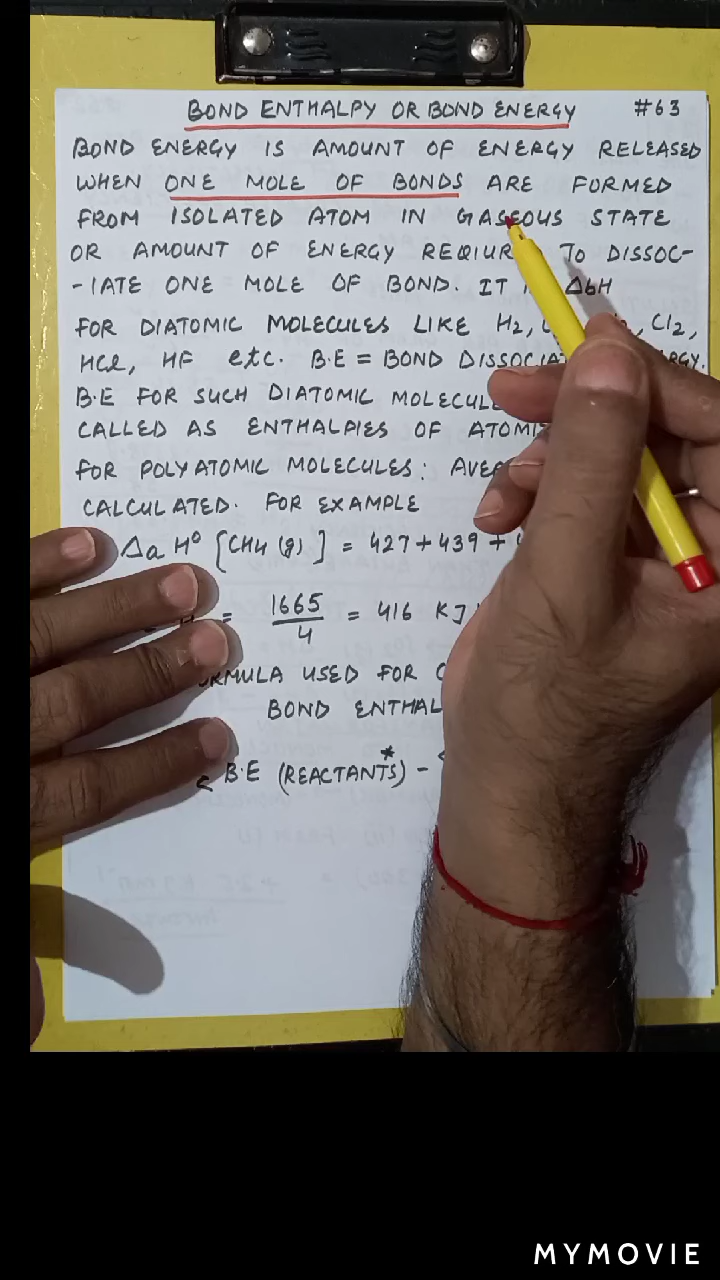 BOND ENTHALPY OR BOND ENERGY #63
BOND ENERGY IS AMOUNT OF ENERGY RELEASED
WHEN ONE MOLE OF BONDS ARE FORMED
FROM ISOLATED ATOM IN GASEOUS STATE
OR AMOUNT OF ENERGY REQIUR TO DISSOC-
-IATE ONE MOLE OF BOND. IT ΔbH
FOR DIATOMIC MOLECULES LIKE H2, Cl2,
HCl, HF etc. B.E = BOND DISSOCIA
B.E FOR SUCH DIATOMIC MOLECULE
CALLED AS ENTHALPIES OF ATOMI
FOR POLYATOMIC MOLECULES: AVE
CALCULATED. FOR EXAMPLE
ΔaH° [CH4 (g)] = 427+439+
= 1665/4 = 416 KJ
FORMULA USED FOR
BOND ENTHAL
B.E (REACTANTS*) -
MYMOVIE